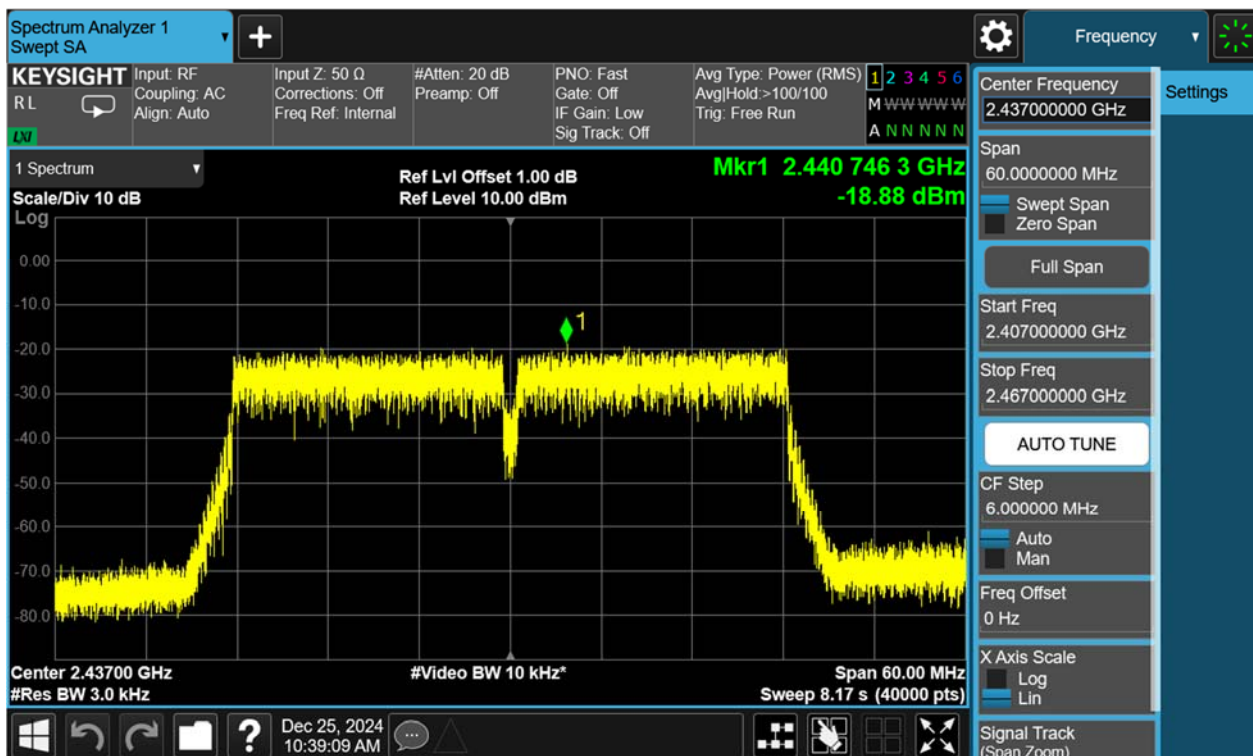 Spectrum Analyzer 1
Swept SA
+
Frequency
KEYSIGHT
R L
LXI
Input: RF
Coupling: AC
Align: Auto
Input Z: 50 Ω
Corrections: Off
Freq Ref: Internal
#Atten: 20 dB
Preamp: Off
PNO: Fast
Gate: Off
IF Gain: Low
Sig Track: Off
Avg Type: Power (RMS)
Avg|Hold:>100/100
Trig: Free Run
1 2 3 4 5 6
M W W W W W
A N N N N N
1 Spectrum
Scale/Div 10 dB
Ref Lvl Offset 1.00 dB
Ref Level 10.00 dBm
Mkr1 2.440 746 3 GHz
-18.88 dBm
Log
0.00
-10.0
-20.0
-30.0
-40.0
-50.0
-60.0
-70.0
-80.0
1
Center 2.43700 GHz
#Res BW 3.0 kHz
#Video BW 10 kHz*
Span 60.00 MHz
Sweep 8.17 s (40000 pts)
?
Dec 25, 2024
10:39:09 AM
Center Frequency
2.437000000 GHz
Span
60.0000000 MHz
Swept Span
Zero Span
Full Span
Start Freq
2.407000000 GHz
Stop Freq
2.467000000 GHz
AUTO TUNE
CF Step
6.000000 MHz
Auto
Man
Freq Offset
0 Hz
X Axis Scale
Log
Lin
Signal Track
(Span Zoom)
Settings